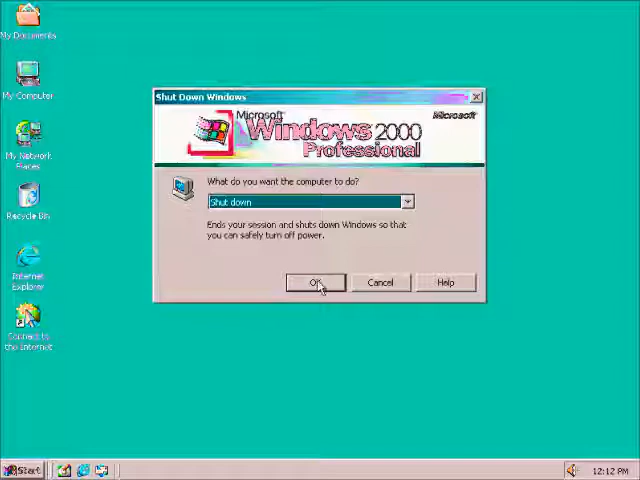 My Documents
My Computer
My Network
Places
Recycle Bin
Internet
Explorer
Connect to
the Internet
Shut Down Windows
Microsoft
Windows 2000
Professional
Microsoft
What do you want the computer to do?
Shut down
Ends your session and shuts down Windows so that
you can safely turn off power.
OK
Cancel
Help
Start
12:12 PM